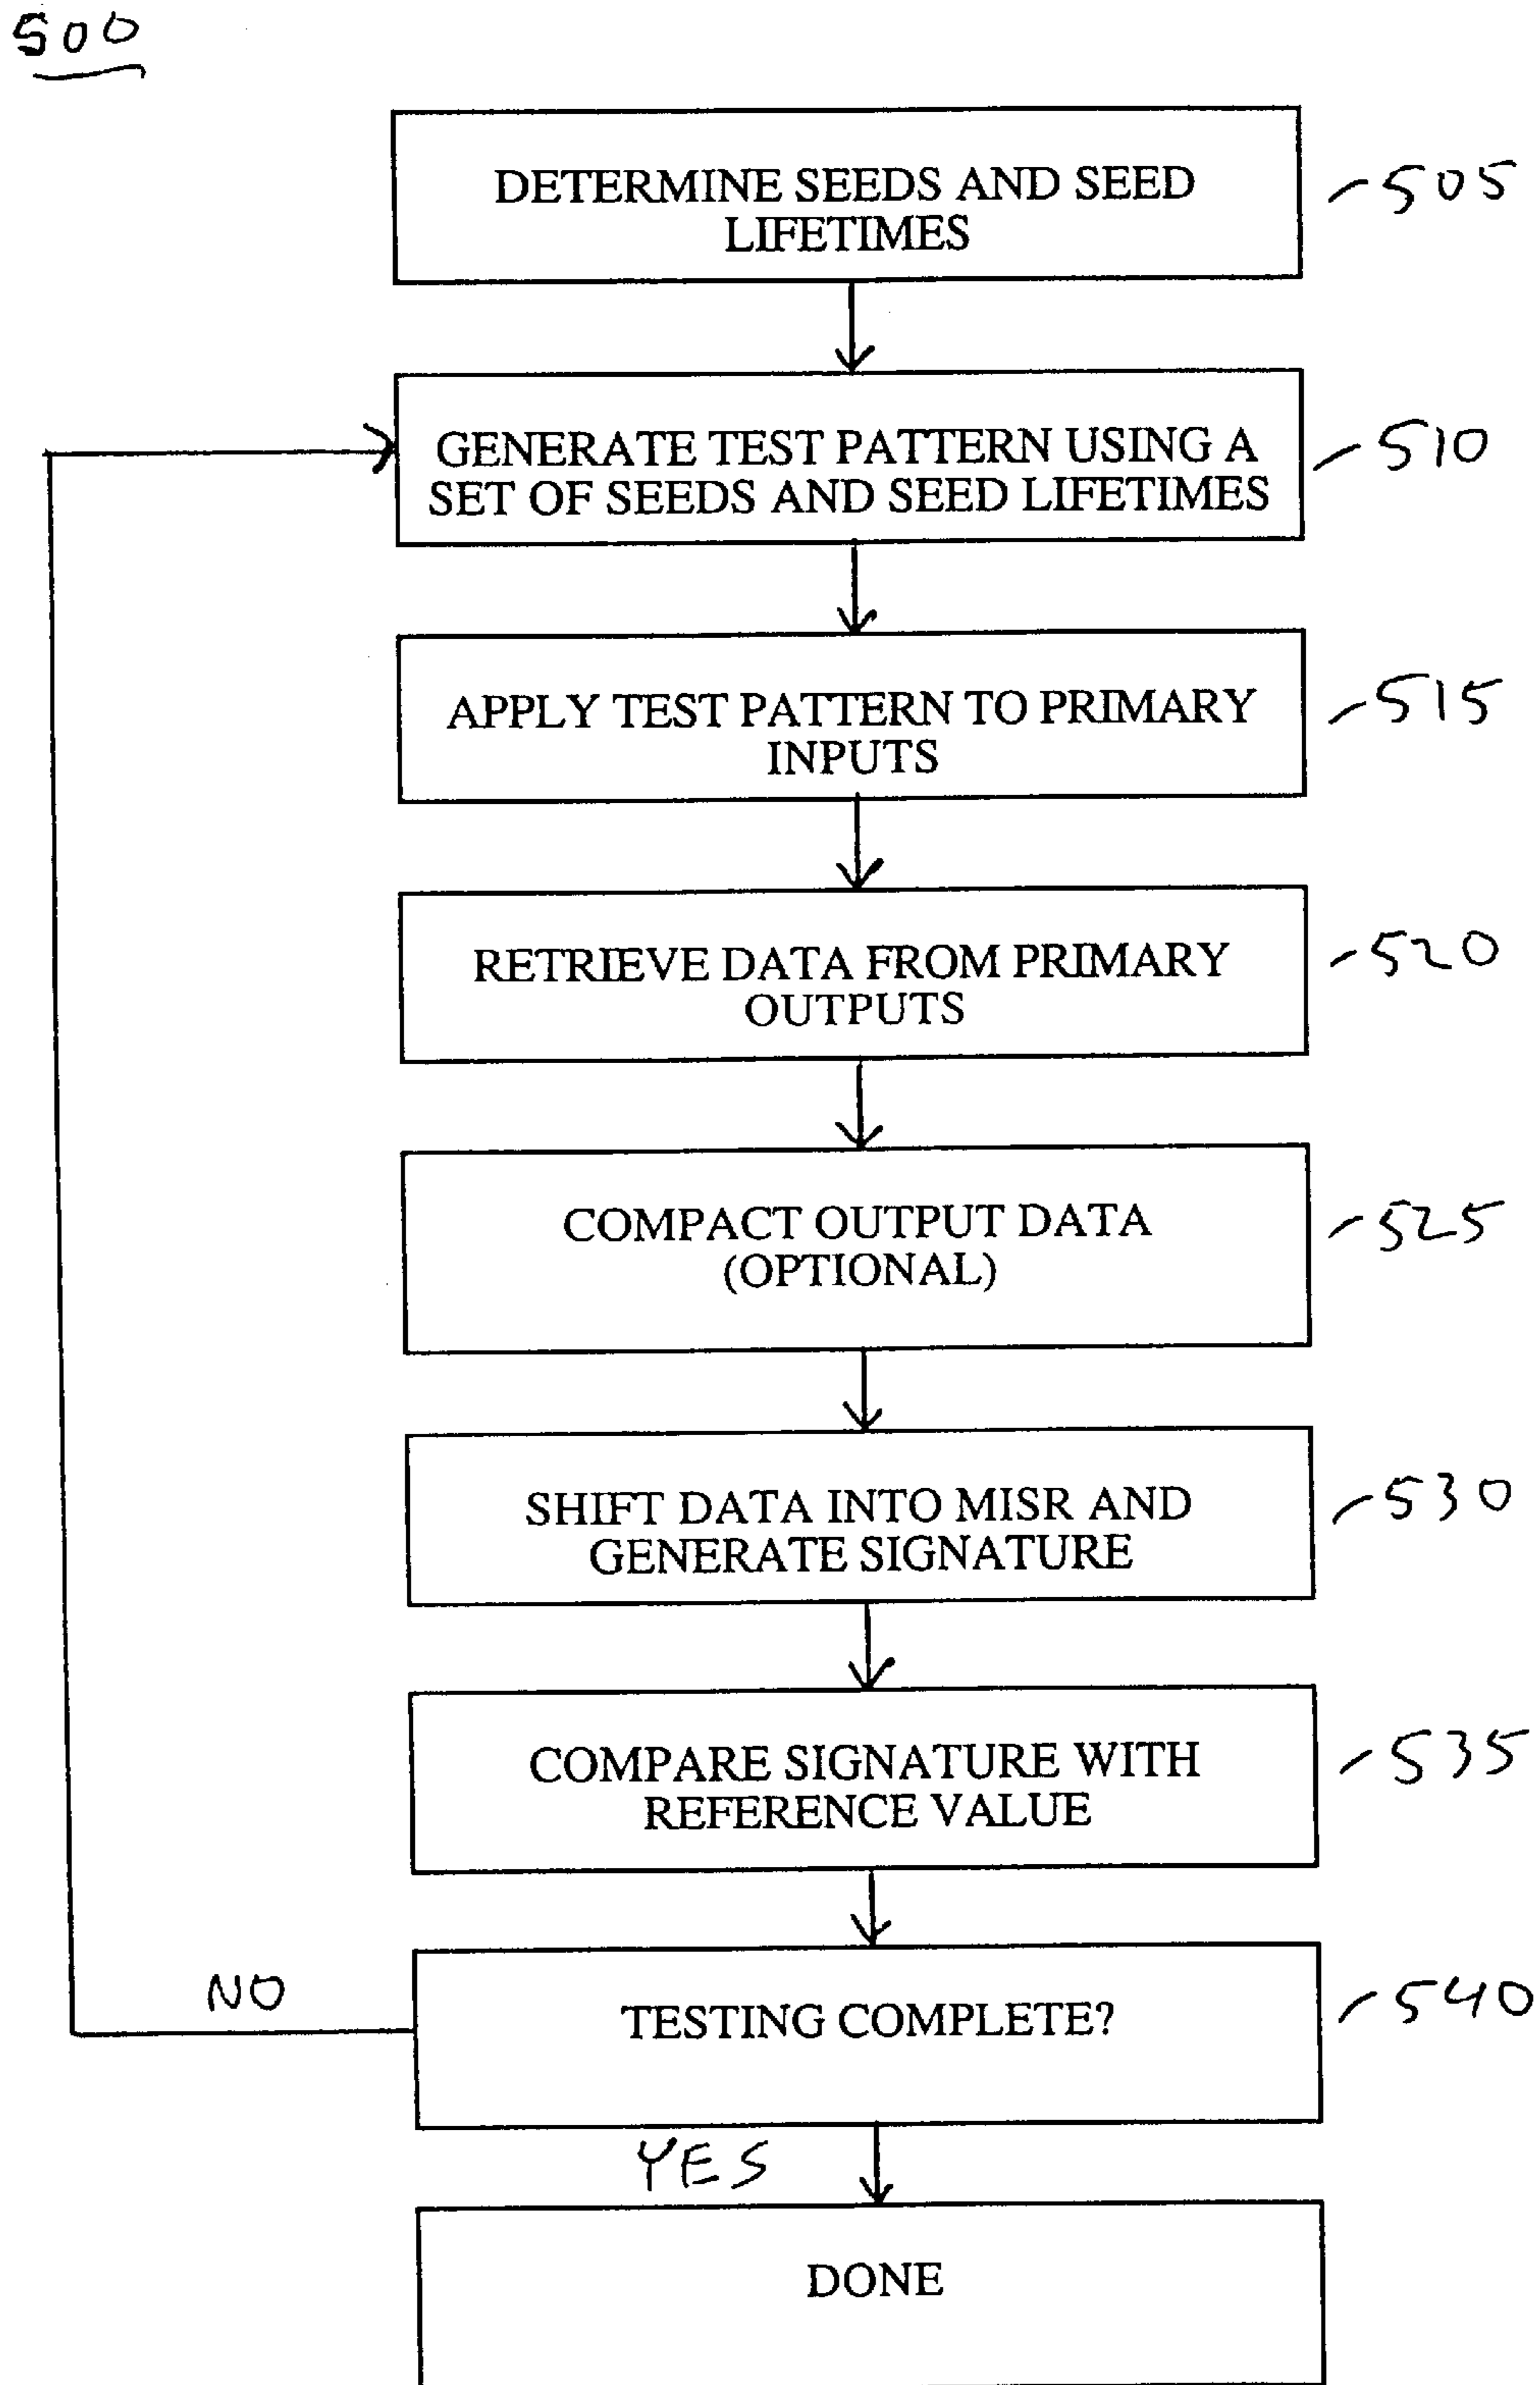 500
DETERMINE SEEDS AND SEED
LIFETIMES
505
GENERATE TEST PATTERN USING A
SET OF SEEDS AND SEED LIFETIMES
510
APPLY TEST PATTERN TO PRIMARY
INPUTS
515
RETRIEVE DATA FROM PRIMARY
OUTPUTS
520
COMPACT OUTPUT DATA
(OPTIONAL)
525
SHIFT DATA INTO MISR AND
GENERATE SIGNATURE
530
COMPARE SIGNATURE WITH
REFERENCE VALUE
535
NO
TESTING COMPLETE?
540
YES
DONE